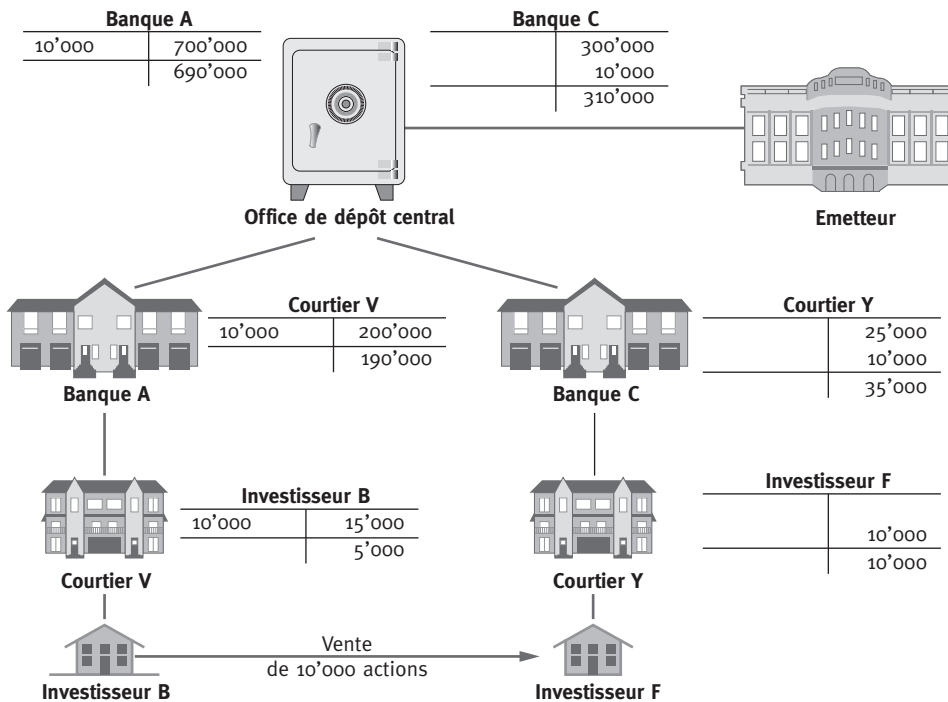 Banque A
10’000 700’000
690’000
Banque C
300’000
10’000
310’000
Office de dépôt central
Emetteur
Courtier V
10’000 200’000
190’000
Banque A
Courtier Y
25’000
10’000
35’000
Banque C
Investisseur B
10’000 15’000
5’000
Courtier V
Investisseur F
10’000
10’000
Courtier Y
Vente
de 10’000 actions
Investisseur B
Investisseur F